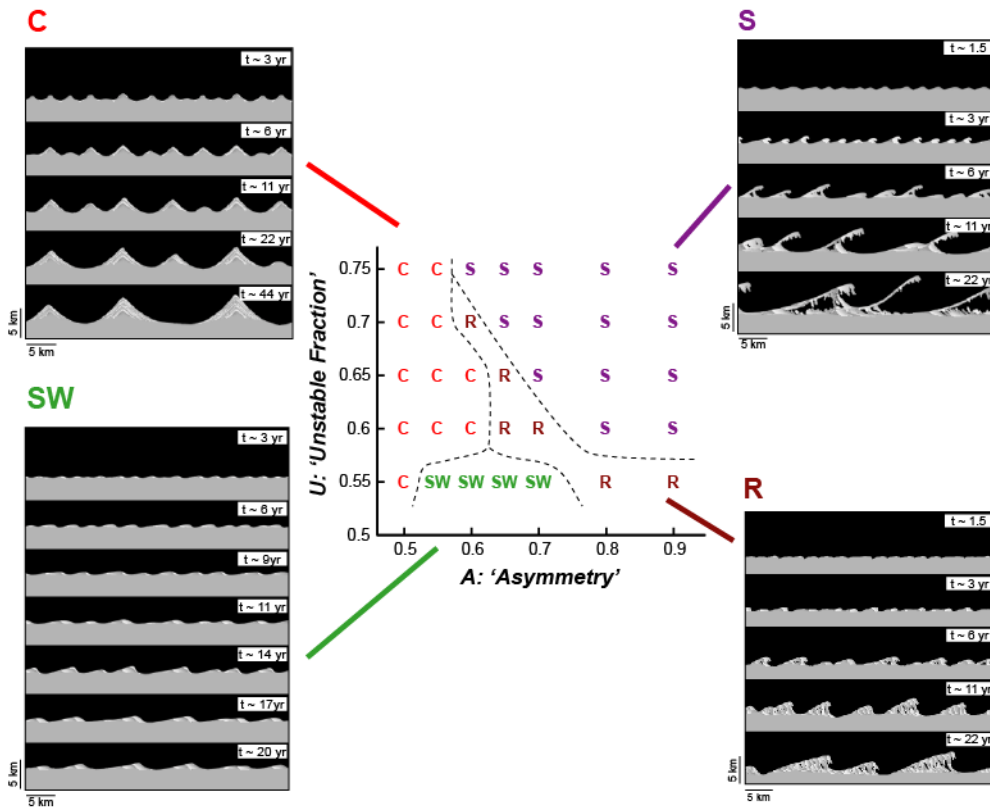 C
t ~ 3 yr
t ~ 6 yr
t ~ 11 yr
t ~ 22 yr
t ~ 44 yr
5 km
5 km
S
t ~ 1.5
t ~ 3 yr
t ~ 6 yr
t ~ 11 yr
t ~ 22 yr
5 km
5 km
U: 'Unstable Fraction'
0.75 C C S S S S S
0.7 C C R S S S S
0.65 C C C R S S S
0.6 C C C R R S S
0.55 C SW SW SW SW R R
0.5
0.5 0.6 0.7 0.8 0.9
A: 'Asymmetry'
SW
t ~ 3 yr
t ~ 6 yr
t ~ 9yr
t ~ 11 yr
t ~ 14 yr
t ~ 17yr
t ~ 20 yr
5 km
5 km
R
t ~ 1.5
t ~ 3 yr
t ~ 6 yr
t ~ 11 yr
t ~ 22 yr
5 km
5 km